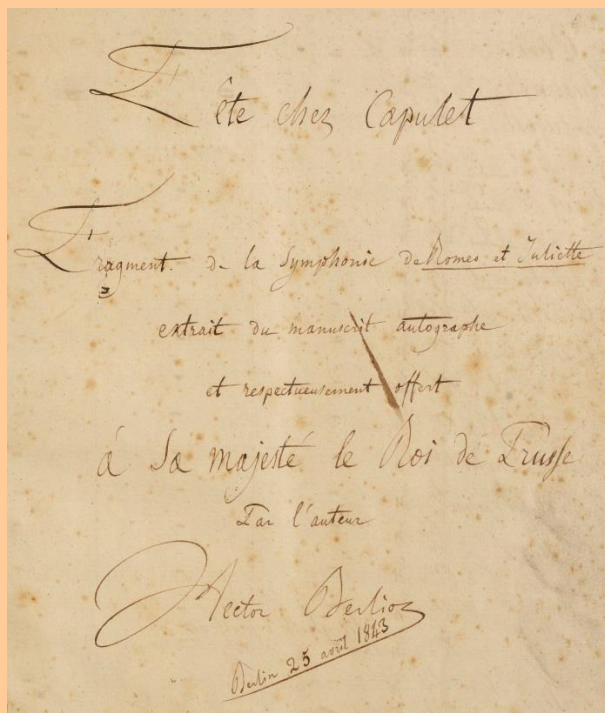 Fête chez Capulet
Fragment. de la Symphonie de Romeo et Juliette
extrait du manuscrit autographe
et respectueusement offert
à Sa majesté le Roi de Prusse
Par l'auteur
Hector Berlioz
Berlin 25 avril 1843